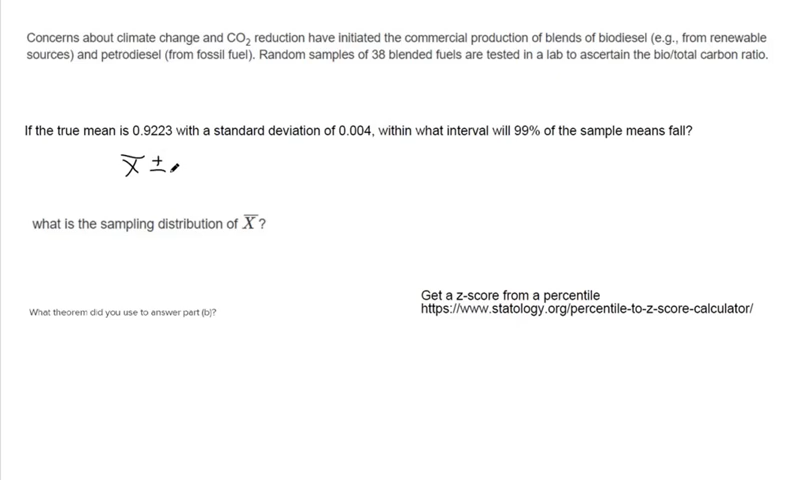 Concerns about climate change and CO₂ reduction have initiated the commercial production of blends of biodiesel (e.g., from renewable
sources) and petrodiesel (from fossil fuel). Random samples of 38 blended fuels are tested in a lab to ascertain the bio/total carbon ratio.
If the true mean is 0.9223 with a standard deviation of 0.004, within what interval will 99% of the sample means fall?
X̅ ±
what is the sampling distribution of X̅ ?
Get a z-score from a percentile
https://www.statology.org/percentile-to-z-score-calculator/
What theorem did you use to answer part (b)?